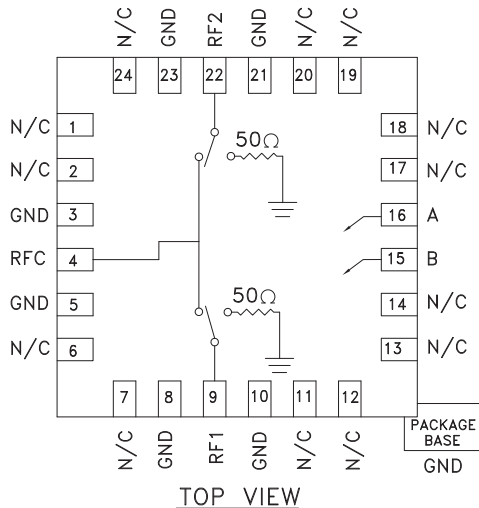 N/C GND RF2 GND N/C N/C
24 23 22 21 20 19
N/C 1
N/C 2
GND 3
RFC 4
GND 5
N/C 6
50Ω
50Ω
18 N/C
17 N/C
16 A
15 B
14 N/C
13 N/C
7 8 9 10 11 12
N/C GND RF1 GND N/C N/C
PACKAGE
BASE
GND
TOP VIEW